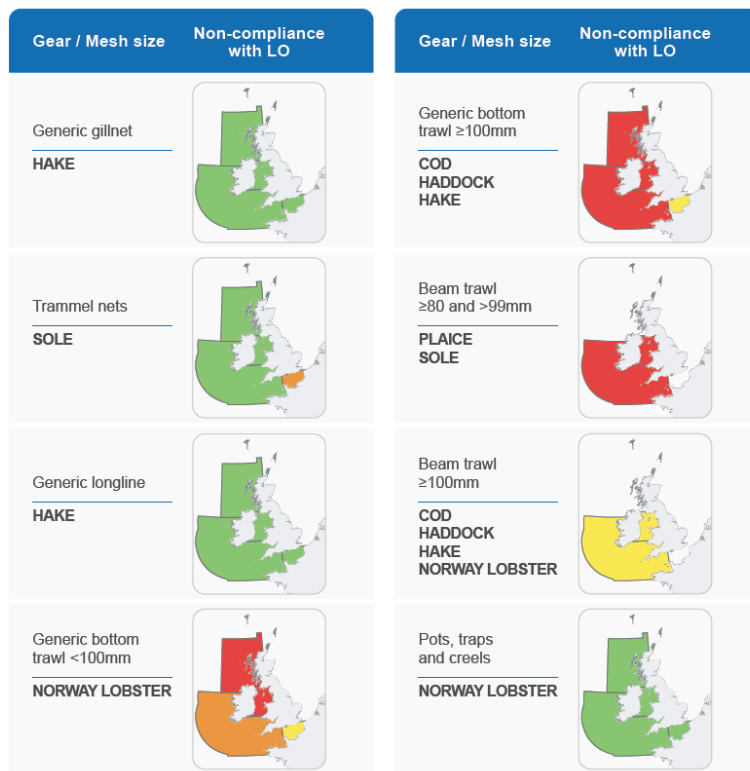 Gear / Mesh size
Non-compliance
with LO
Generic gillnet
HAKE
Trammel nets
SOLE
Generic longline
HAKE
Generic bottom
trawl <100mm
NORWAY LOBSTER
Gear / Mesh size
Non-compliance
with LO
Generic bottom
trawl ≥100mm
COD
HADDOCK
HAKE
Beam trawl
≥80 and >99mm
PLAICE
SOLE
Beam trawl
≥100mm
COD
HADDOCK
HAKE
NORWAY LOBSTER
Pots, traps
and creels
NORWAY LOBSTER